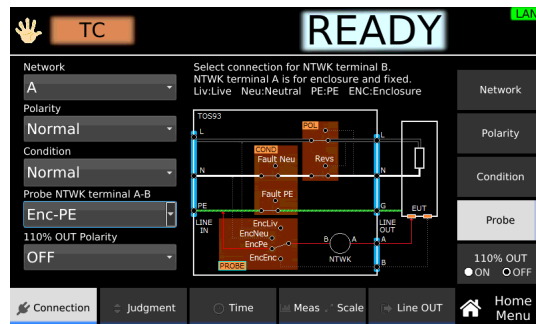 LAN
TC
READY
Network
A
Polarity
Normal
Condition
Normal
Probe NTWK terminal A-B
Enc-PE
110% OUT Polarity
OFF
Select connection for NTWK terminal B.
NTWK terminal A is for enclosure and fixed.
Liv:Live Neu:Neutral PE:PE ENC:Enclosure
TOS93
POL
L
L
COND
Fault Neu
Revs
N
N
Fault PE
PE
G
EUT
LINE IN
LINE OUT
EncLiv
EncNeu
EncPe
EncEnc
B
A
A
NTWK
B
PROBE
Network
Polarity
Condition
Probe
110% OUT
ON OFF
Connection
Judgment
Time
Meas
Scale
Line OUT
Home
Menu